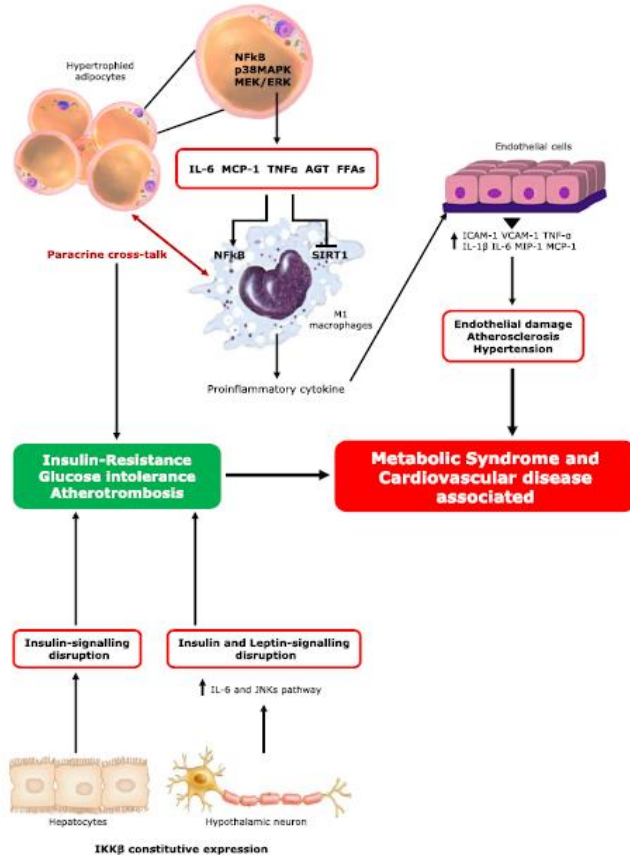 Hypertrophied
adipocytes
NFkB
p38MAPK
MEK/ERK
IL-6 MCP-1 TNFα AGT FFAs
Endothelial cells
ICAM-1 VCAM-1 TNF-α
IL-1β IL-6 MIP-1 MCP-1
Paracrine cross-talk
NFkB
SIRT1
M1
macrophages
Proinflammatory cytokine
Endothelial damage
Atherosclerosis
Hypertension
Insulin-Resistance
Glucose intolerance
Atherotrombosis
Metabolic Syndrome and
Cardiovascular disease
associated
Insulin-signalling
disruption
Insulin and Leptin-signalling
disruption
IL-6 and JNKs pathway
Hepatocytes
Hypothalamic neuron
IKKβ constitutive expression